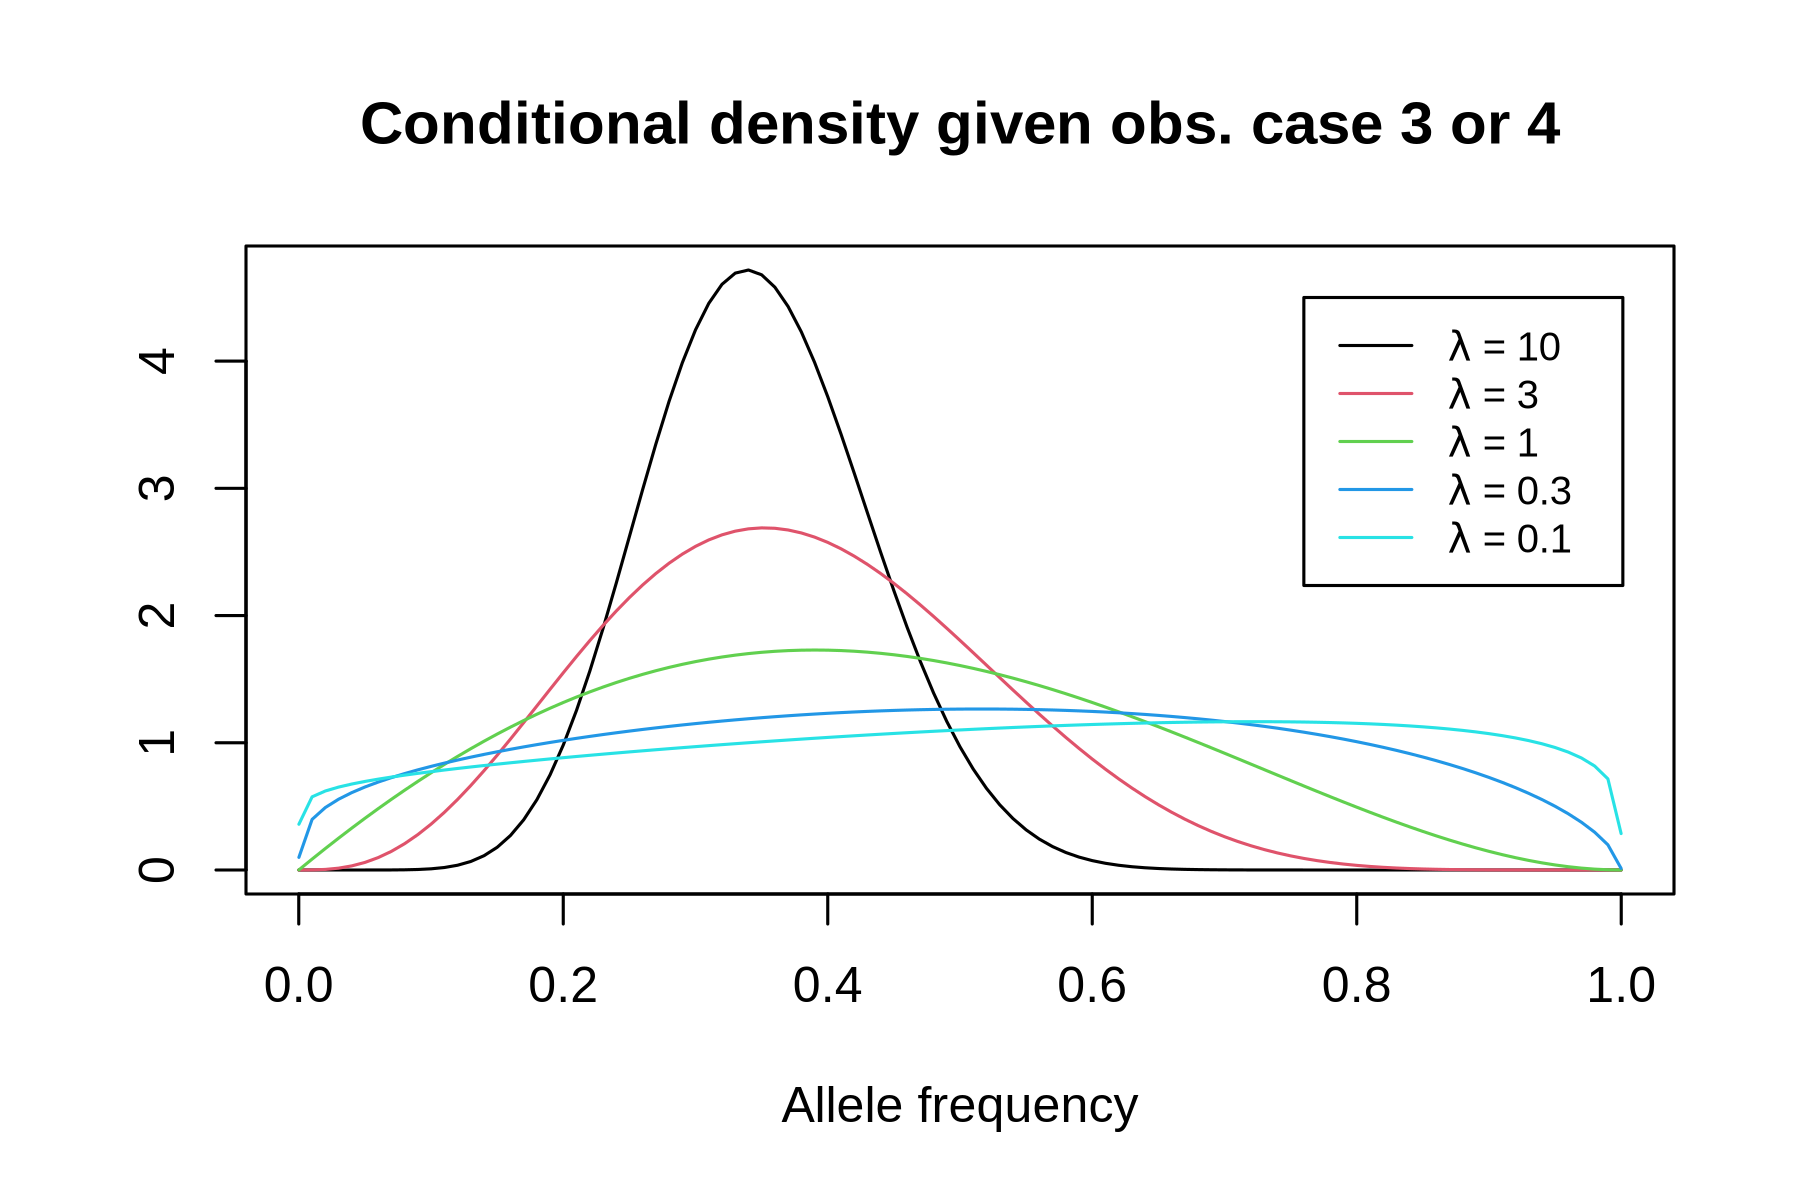 Conditional density given obs. case 3 or 4
4
3
2
1
0
λ = 10
λ = 3
λ = 1
λ = 0.3
λ = 0.1
0.0 0.2 0.4 0.6 0.8 1.0
Allele frequency